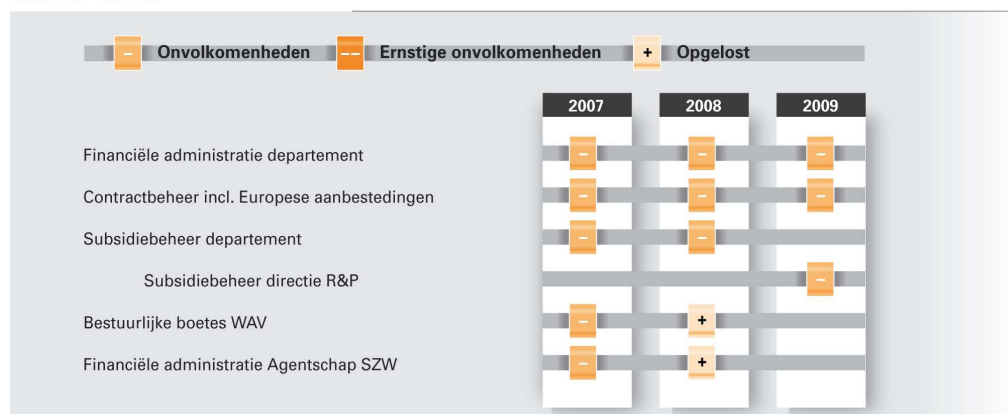 – Onvolkomenheden –– Ernstige onvolkomenheden + Opgelost
2007 2008 2009
Financiële administratie departement – – –
Contractbeheer incl. Europese aanbestedingen – – –
Subsidiebeheer departement – –
Subsidiebeheer directie R&P –
Bestuurlijke boetes WAV – +
Financiële administratie Agentschap SZW – +